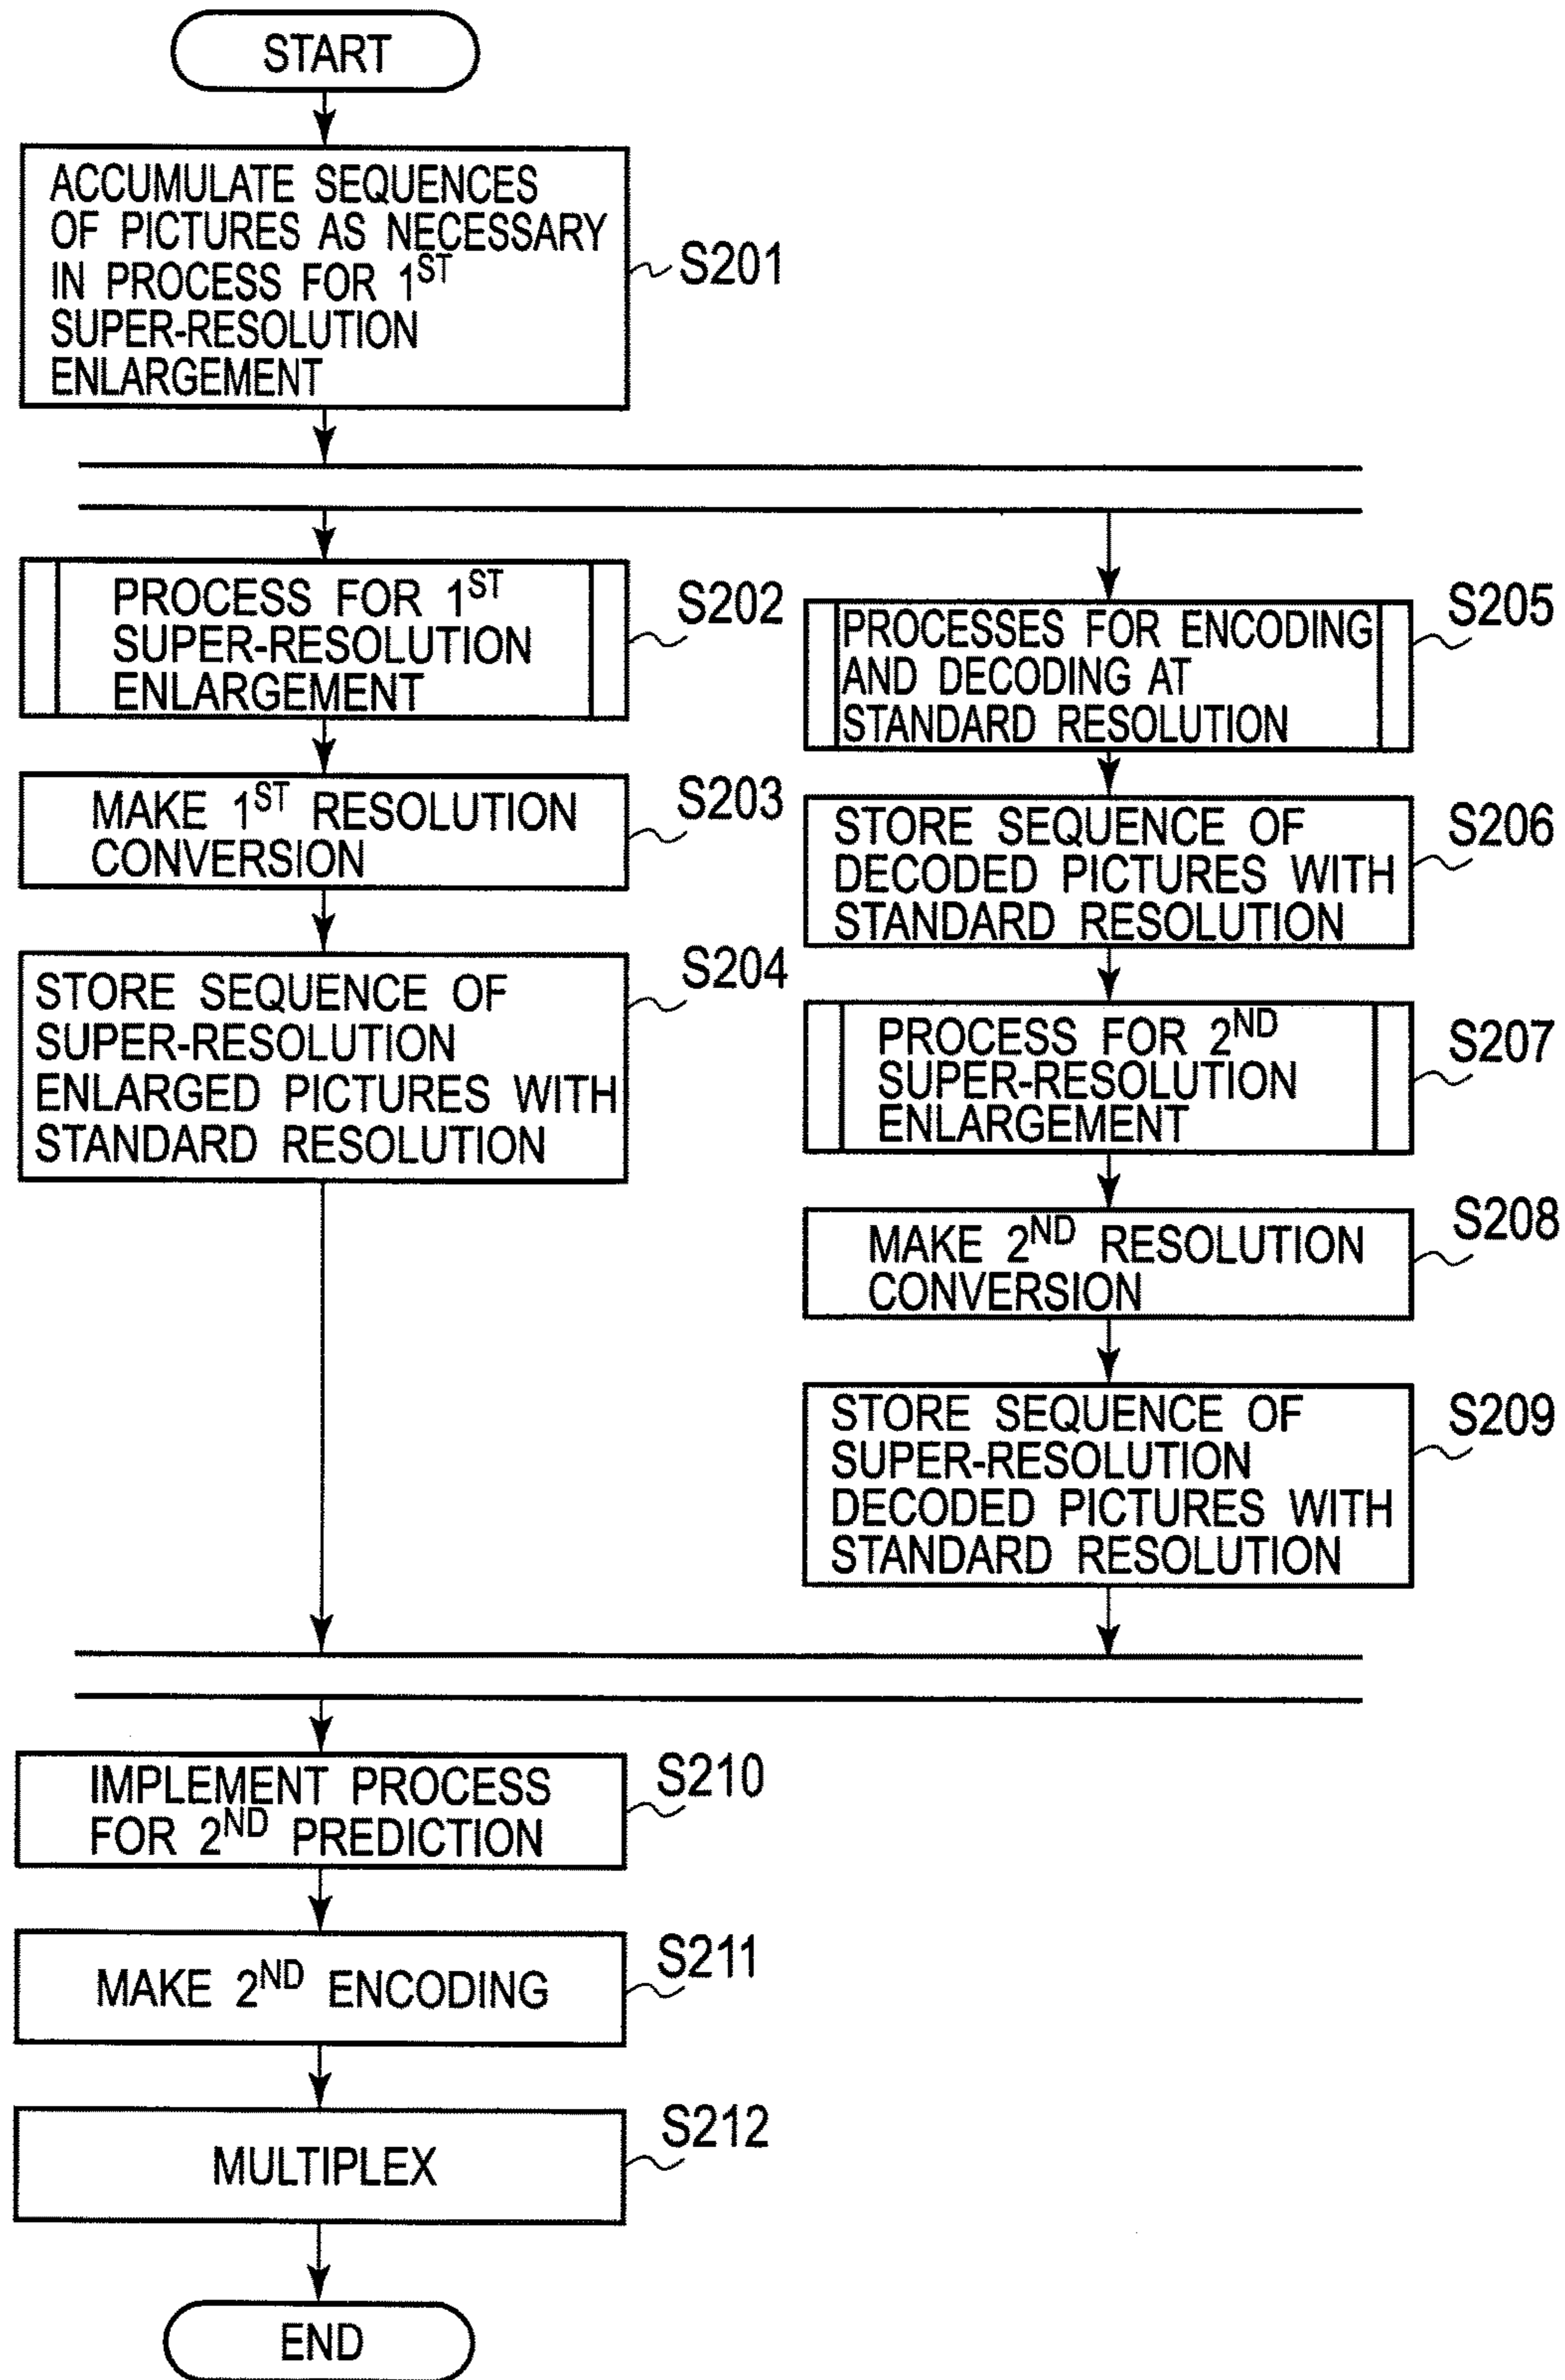 START
ACCUMULATE SEQUENCES
OF PICTURES AS NECESSARY
IN PROCESS FOR 1ST
SUPER-RESOLUTION
ENLARGEMENT
S201
PROCESS FOR 1ST
SUPER-RESOLUTION
ENLARGEMENT
S202
MAKE 1ST RESOLUTION
CONVERSION
S203
STORE SEQUENCE OF
SUPER-RESOLUTION
ENLARGED PICTURES WITH
STANDARD RESOLUTION
S204
PROCESSES FOR ENCODING
AND DECODING AT
STANDARD RESOLUTION
S205
STORE SEQUENCE OF
DECODED PICTURES WITH
STANDARD RESOLUTION
S206
PROCESS FOR 2ND
SUPER-RESOLUTION
ENLARGEMENT
S207
MAKE 2ND RESOLUTION
CONVERSION
S208
STORE SEQUENCE OF
SUPER-RESOLUTION
DECODED PICTURES WITH
STANDARD RESOLUTION
S209
IMPLEMENT PROCESS
FOR 2ND PREDICTION
S210
MAKE 2ND ENCODING
S211
MULTIPLEX
S212
END